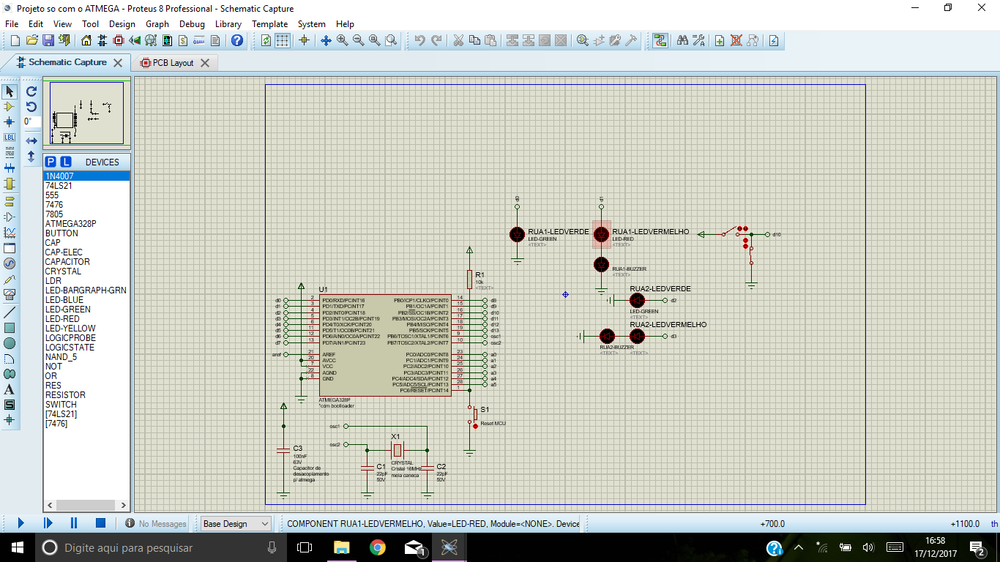 Projeto so com o ATMEGA - Proteus 8 Professional - Schematic Capture
File Edit View Tool Design Graph Debug Library Template System Help
Schematic Capture
PCB Layout
0°
LBL
P L DEVICES
1N4007
74LS21
555
7476
7805
ATMEGA328P
BUTTON
CAP
CAP-ELEC
CAPACITOR
CRYSTAL
LDR
LED-BARGRAPH-GRN
LED-BLUE
LED-GREEN
LED-RED
LED-YELLOW
LOGICPROBE
LOGICSTATE
NAND_5
NOT
OR
RES
RESISTOR
SWITCH
[74LS21]
[7476]
d0
RUA1-LEDVERDE
LED-GREEN
<TEXT>
d1
RUA1-LEDVERMELHO
LED-RED
<TEXT>
RUA1-BUZZER
<TEXT>
d10
RUA2-LEDVERDE
d2
LED-GREEN
<TEXT>
RUA2-LEDVERMELHO
d3
RUA2-BUZZER
<TEXT> <TEXT>
R1
10k
<TEXT>
U1
d0 2 PD0/RXD/PCINT16 PB0/ICP1/CLKO/PCINT0 14 d8
d1 3 PD1/TXD/PCINT17 PB1/OC1A/PCINT1 15 d9
d2 4 PD2/INT0/PCINT18 PB2/SS/OC1B/PCINT2 16 d10
d3 5 PD3/INT1/OC2B/PCINT19 PB3/MOSI/OC2A/PCINT3 17 d11
d4 6 PD4/T0/XCK/PCINT20 PB4/MISO/PCINT4 18 d12
d5 11 PD5/T1/OC0B/PCINT21 PB5/SCK/PCINT5 19 d13
d6 12 PD6/AIN0/OC0A/PCINT22 PB6/TOSC1/XTAL1/PCINT6 9 osc1
d7 13 PD7/AIN1/PCINT23 PB7/TOSC2/XTAL2/PCINT7 10 osc2
aref 21 AREF PC0/ADC0/PCINT8 23 a0
20 AVCC PC1/ADC1/PCINT9 24 a1
7 VCC PC2/ADC2/PCINT10 25 a2
22 AGND PC3/ADC3/PCINT11 26 a3
8 GND PC4/ADC4/SDA/PCINT12 27 a4
PC5/ADC5/SCL/PCINT13 28 a5
PC6/RESET/PCINT14 1
ATMEGA328P
*com bootloader
S1
Reset MCU
osc1
osc2
X1
CRYSTAL
Cristal 16MHz
meia caneca
C3
100nF
63V
Capacitor de
desacoplamento
p/ atmega
C1
22pF
50V
C2
22pF
50V
No Messages
Base Design
COMPONENT RUA1-LEDVERMELHO, Value=LED-RED, Module=<NONE>. Device
+700.0
+1100.0
th
Digite aqui para pesquisar
1
16:58
17/12/2017
2